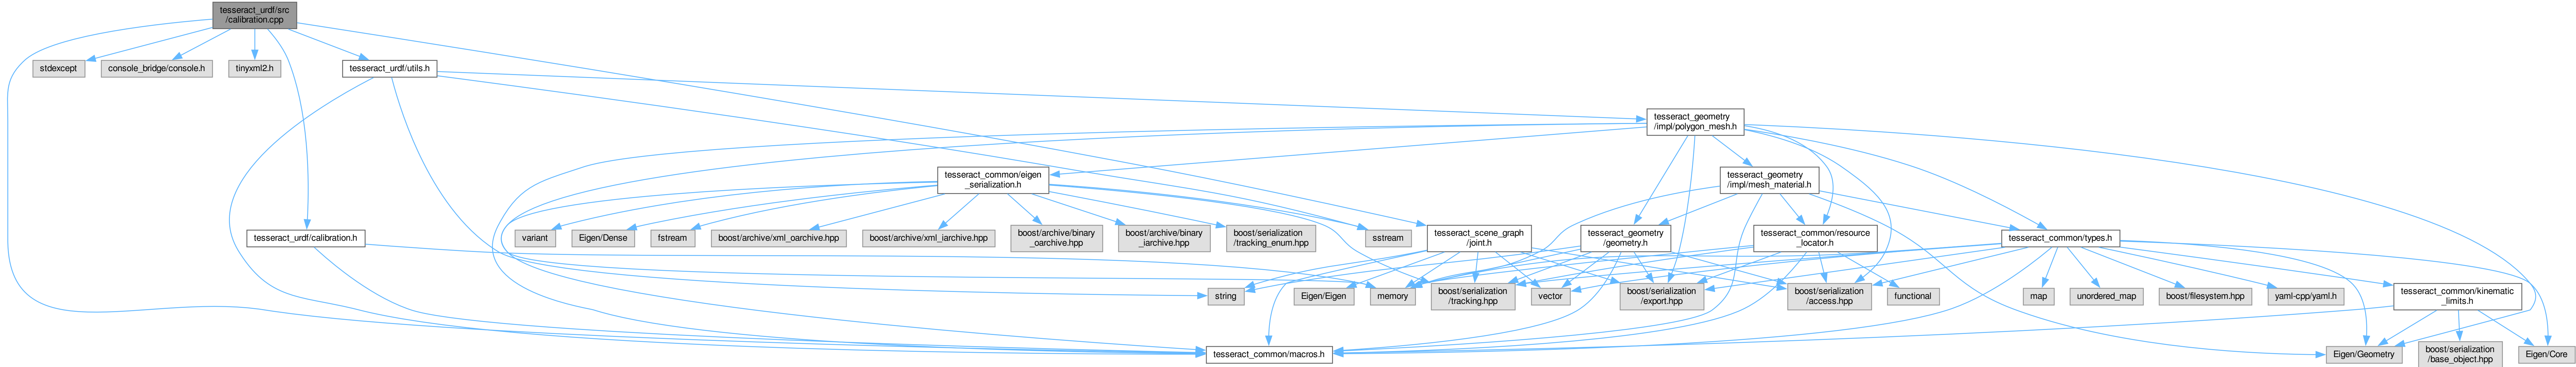 tesseract_urdf/src
/calibration.cpp
stdexcept
console_bridge/console.h
tinyxml2.h
tesseract_urdf/utils.h
tesseract_geometry
/impl/polygon_mesh.h
tesseract_common/eigen
_serialization.h
tesseract_geometry
/impl/mesh_material.h
tesseract_urdf/calibration.h
variant
Eigen/Dense
fstream
boost/archive/xml_oarchive.hpp
boost/archive/xml_iarchive.hpp
boost/archive/binary
_oarchive.hpp
boost/archive/binary
_iarchive.hpp
boost/serialization
/tracking_enum.hpp
sstream
tesseract_scene_graph
/joint.h
tesseract_geometry
/geometry.h
tesseract_common/resource
_locator.h
tesseract_common/types.h
string
Eigen/Eigen
memory
boost/serialization
/tracking.hpp
vector
boost/serialization
/export.hpp
boost/serialization
/access.hpp
functional
map
unordered_map
boost/filesystem.hpp
yaml-cpp/yaml.h
tesseract_common/kinematic
_limits.h
tesseract_common/macros.h
Eigen/Geometry
boost/serialization
/base_object.hpp
Eigen/Core